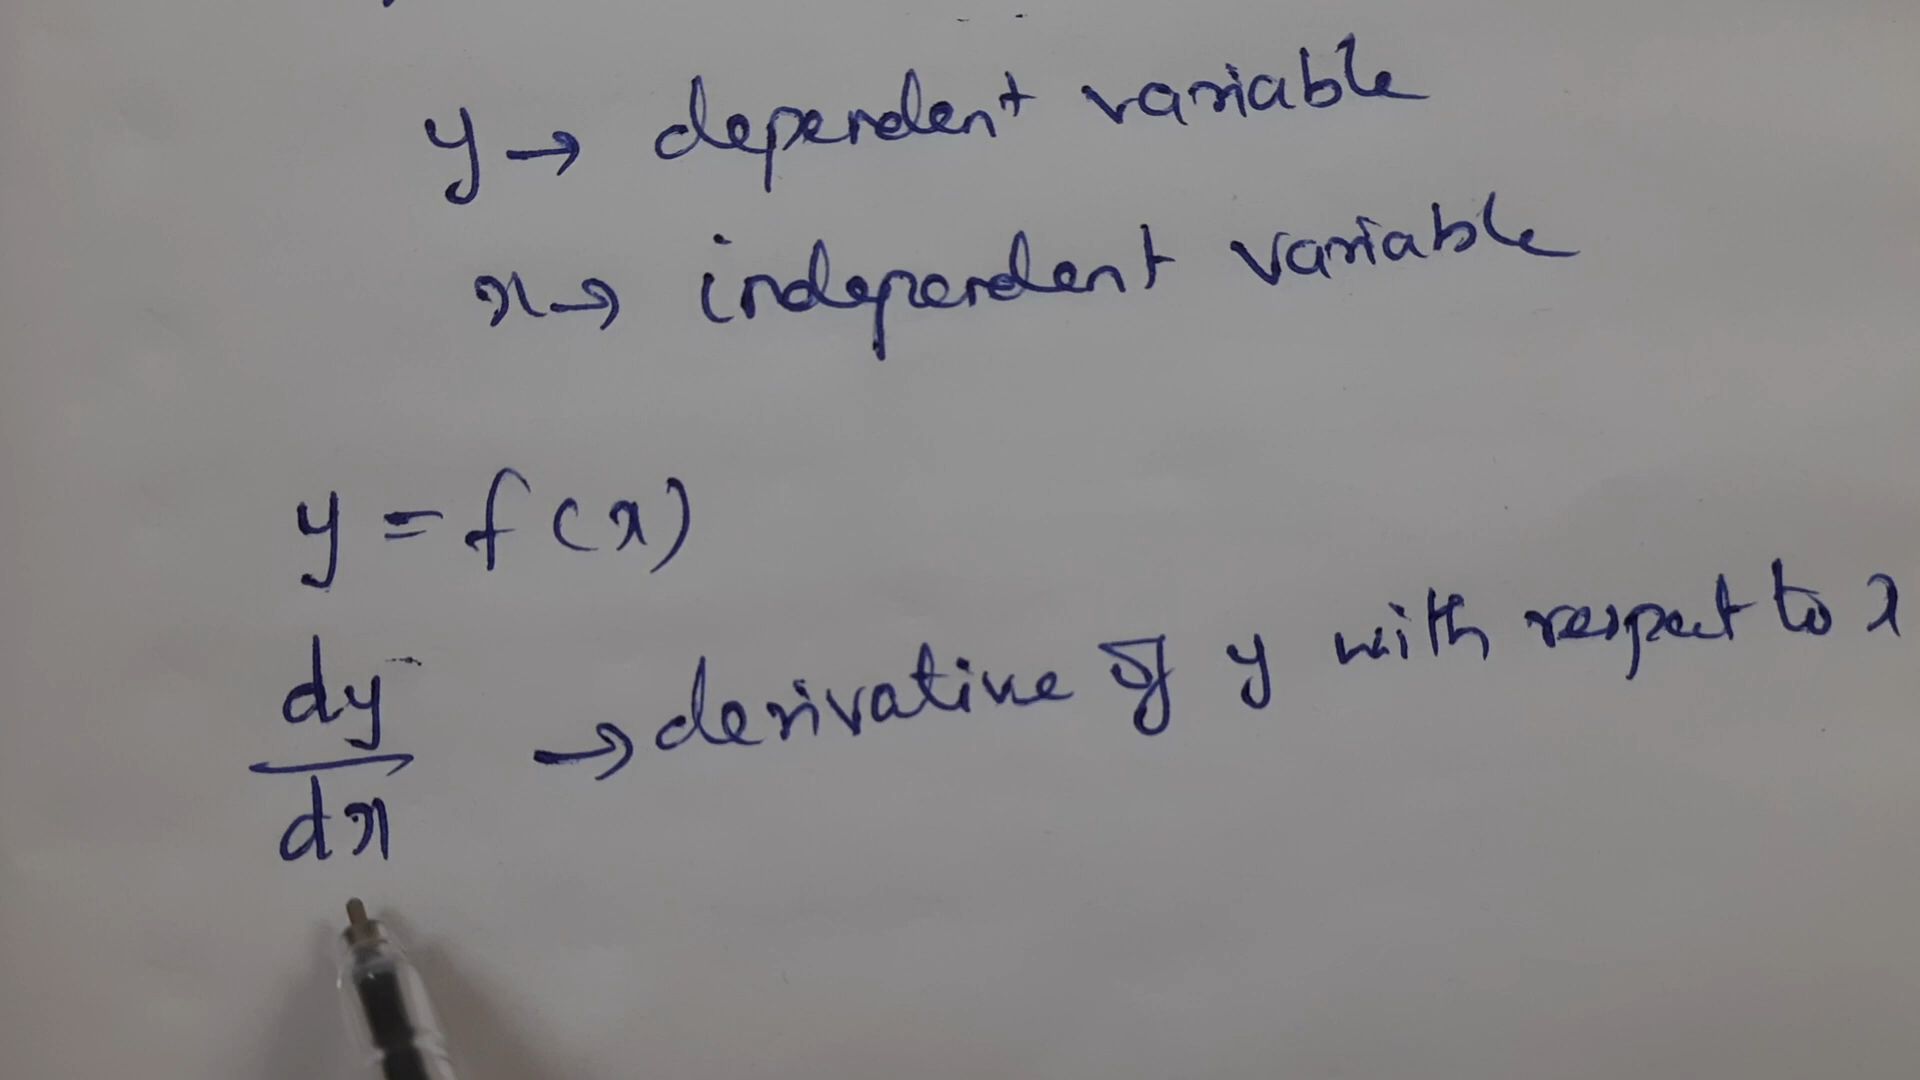 y → dependent variable
x → independent variable
y = f(x)
dy/dx → derivative of y with respect to x